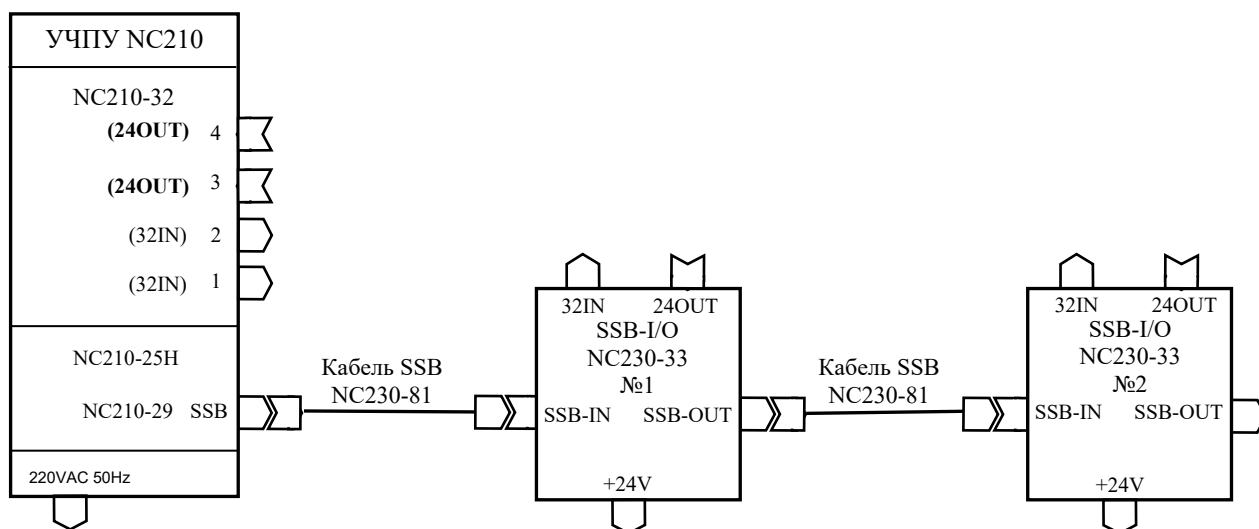 УЧПУ NC210
NC210-32
(24OUT) 4
(24OUT) 3
(32IN) 2
(32IN) 1
NC210-25H
NC210-29 SSB
220VAC 50Hz
Кабель SSB
NC230-81
32IN 24OUT
SSB-I/O
NC230-33
№1
SSB-IN SSB-OUT
+24V
Кабель SSB
NC230-81
32IN 24OUT
SSB-I/O
NC230-33
№2
SSB-IN SSB-OUT
+24V